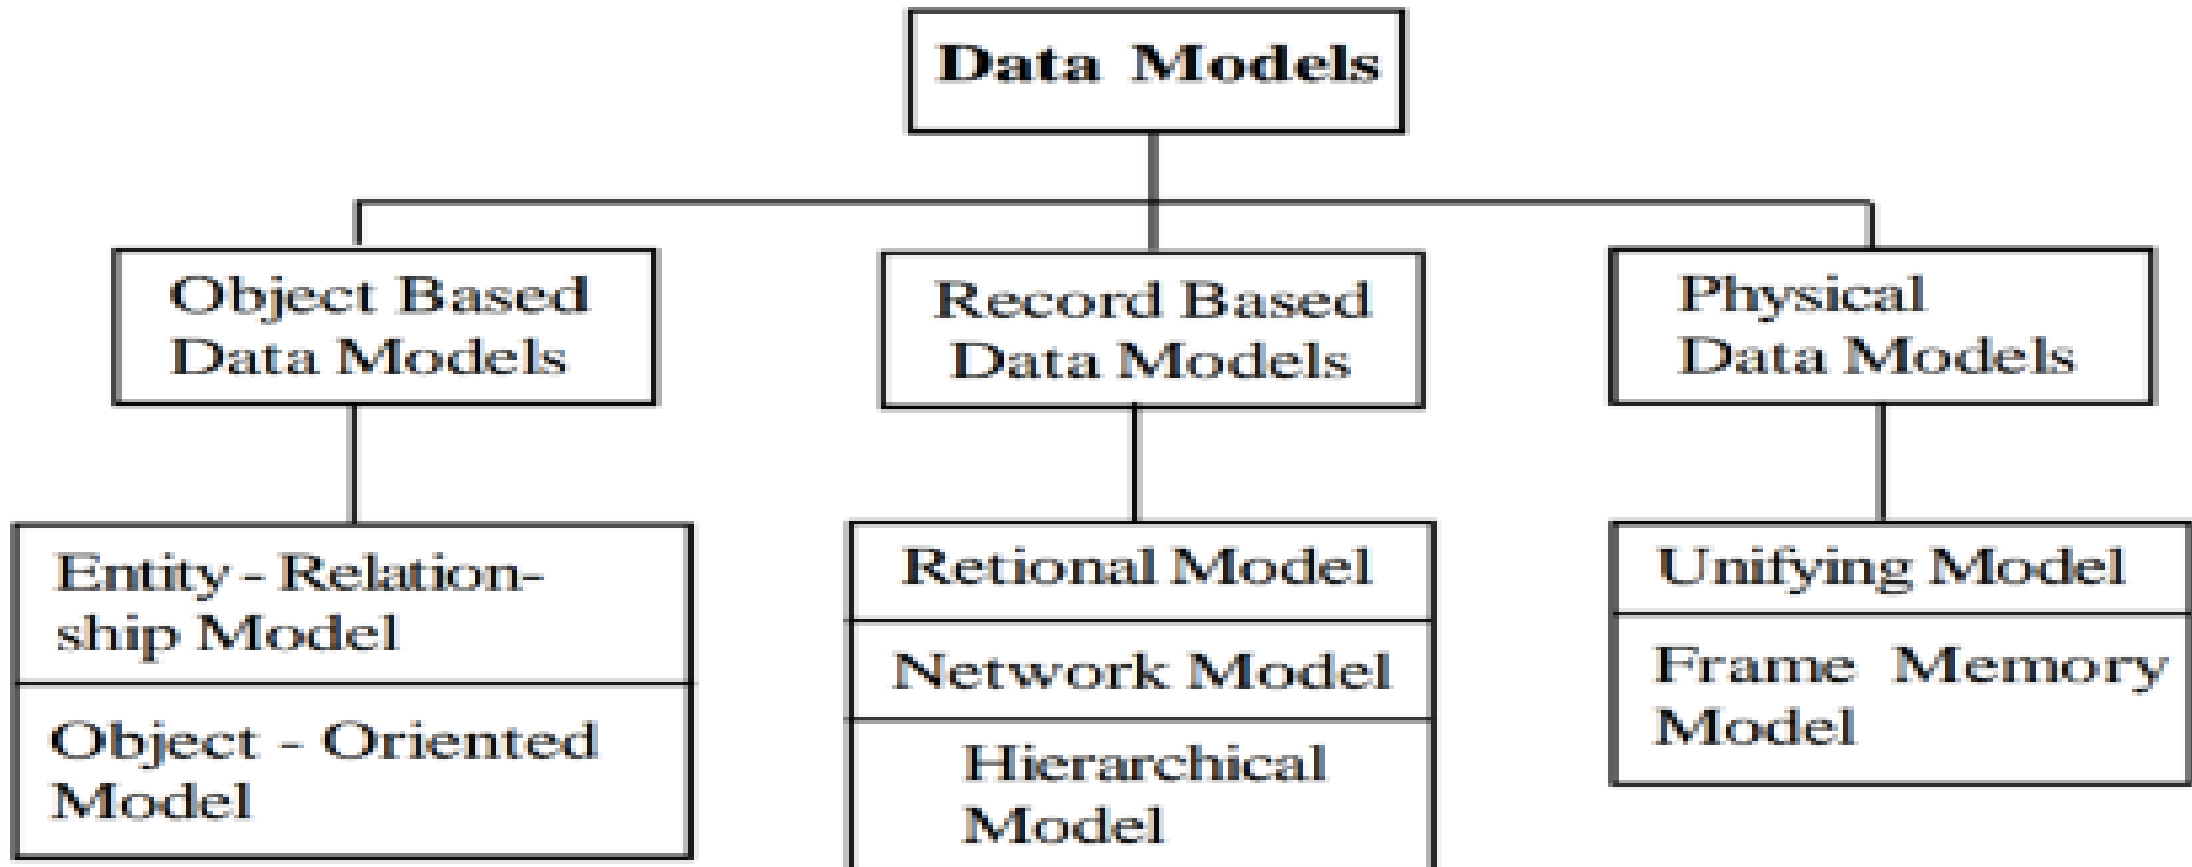 Data Models
Object Based
Data Models
Record Based
Data Models
Physical
Data Models
Entity - Relation-
ship Model
Object - Oriented
Model
Retional Model
Network Model
Hierarchical
Model
Unifying Model
Frame Memory
Model